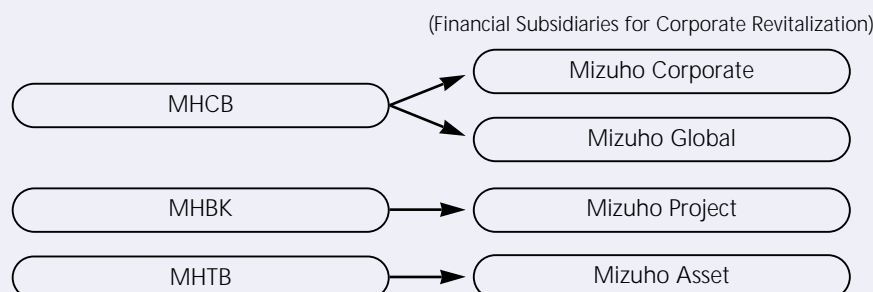 (Financial Subsidiaries for Corporate Revitalization)
MHCB
Mizuho Corporate
Mizuho Global
MHBK
Mizuho Project
MHTB
Mizuho Asset